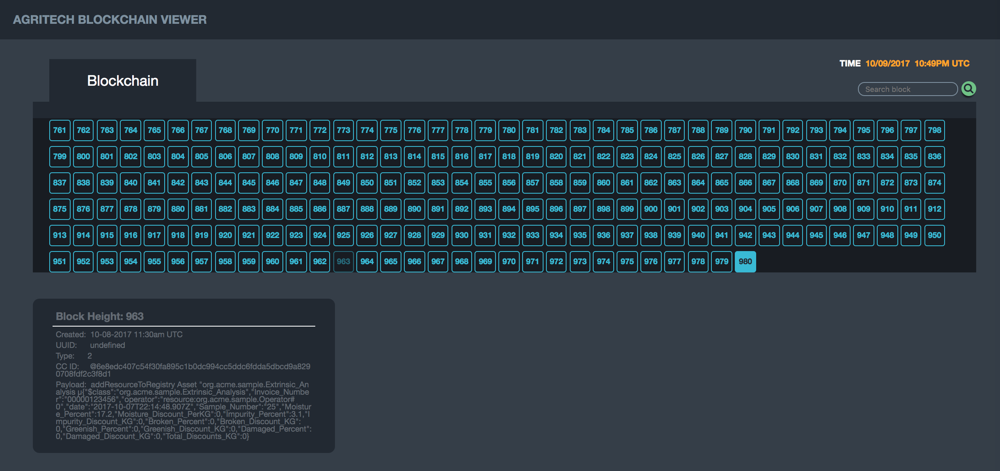 AGRITECH BLOCKCHAIN VIEWER
TIME 10/09/2017 10:49PM UTC
Blockchain
Search block
761 762 763 764 765 766 767 768 769 770 771 772 773 774 775 776 777 778 779 780 781 782 783 784 785 786 787 788 789 790 791 792 793 794 795 796 797 798
799 800 801 802 803 804 805 806 807 808 809 810 811 812 813 814 815 816 817 818 819 820 821 822 823 824 825 826 827 828 829 830 831 832 833 834 835 836
837 838 839 840 841 842 843 844 845 846 847 848 849 850 851 852 853 854 855 856 857 858 859 860 861 862 863 864 865 866 867 868 869 870 871 872 873 874
875 876 877 878 879 880 881 882 883 884 885 886 887 888 889 890 891 892 893 894 895 896 897 898 899 900 901 902 903 904 905 906 907 908 909 910 911 912
913 914 915 916 917 918 919 920 921 922 923 924 925 926 927 928 929 930 931 932 933 934 935 936 937 938 939 940 941 942 943 944 945 946 947 948 949 950
951 952 953 954 955 956 957 958 959 960 961 962 963 964 965 966 967 968 969 970 971 972 973 974 975 976 977 978 979 980
Block Height: 963
Created: 10-08-2017 11:30am UTC
UUID: undefined
Type: 2
CC ID: @6e8edc407c54f30fa895c1b0dc994cc5ddc6fdda5dbcd9a829
0708fdf2c3f8d1
Payload: addResourceToRegistry Asset "org.acme.sample.Extrinsic_An
alysis µ{"$class":"org.acme.sample.Extrinsic_Analysis","Invoice_Numbe
r":"00000123456","operator":"resource:org.acme.sample.Operator#
0","date":"2017-10-07T22:14:48.907Z","Sample_Number":"25","Moistur
e_Percent":17.2,"Moisture_Discount_PerKG":0,"Impurity_Percent":3.1,"I
mpurity_Discount_KG":0,"Broken_Percent":0,"Broken_Discount_KG":
0,"Greenish_Percent":0,"Greenish_Discount_KG":0,"Damaged_Percent":
0,"Damaged_Discount_KG":0,"Total_Discounts_KG":0}